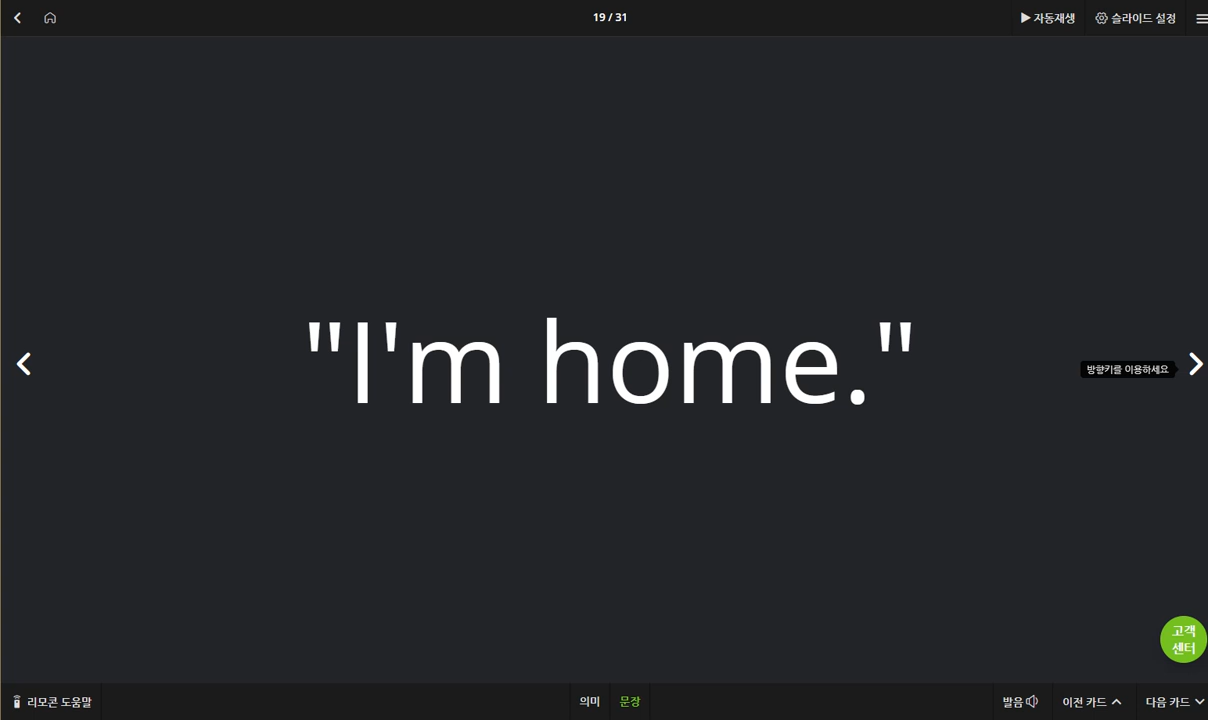 19 / 31
자동재생
슬라이드 설정
"I'm home."
방향키를 이용하세요
고객
센터
리모콘 도움말
의미
문장
발음
이전 카드
다음 카드